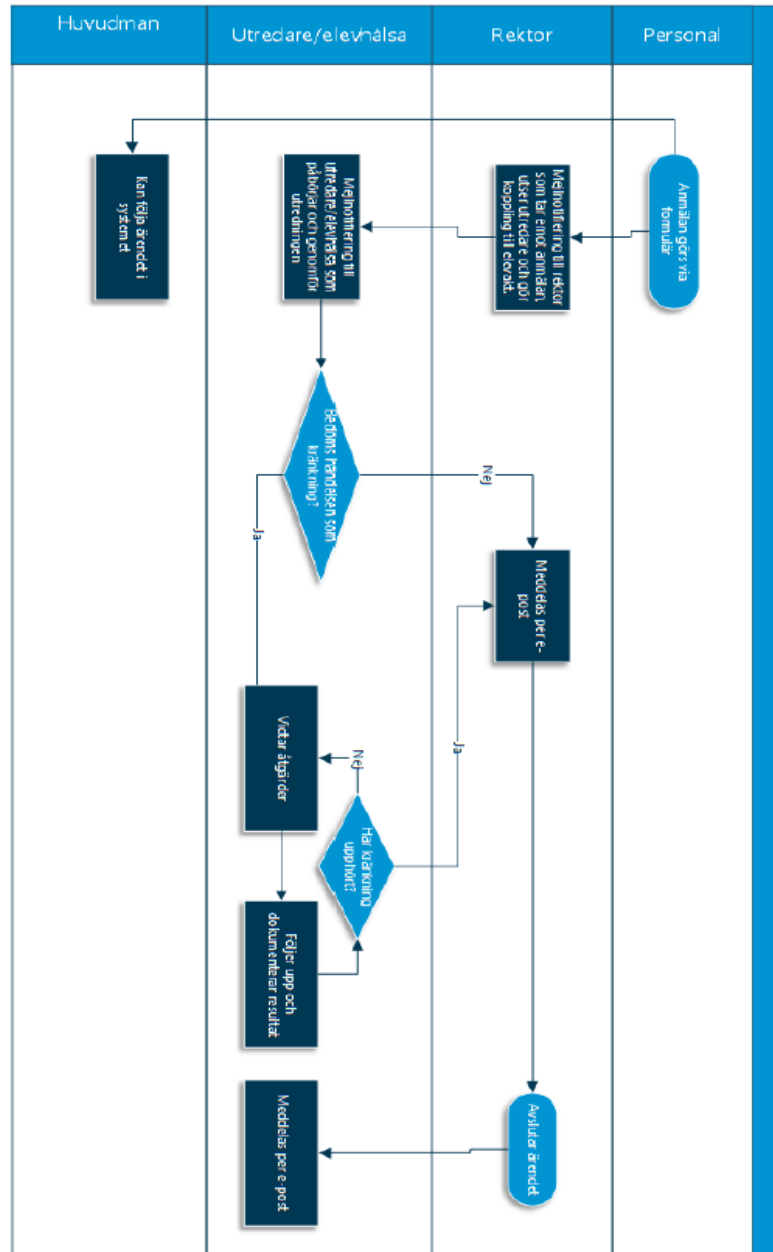 Huvudman
Utredare/elevhälsa
Rektor
Personal
Anmälan görs via
formulär
Mejlnotifiering till rektor
som tar emot anmälan,
utser utredare och gör
koppling till elevakt.
Mejlnotifiering till
utredare/elevhälsa som
påbörjar och genomför
utredningen
Kan följa ärendet i
systemet
Bedöms händelsen som
kränkning?
Nej
Ja
Meddelas per e-
post
Vidtar åtgärder
Följer upp och
dokumenterar resultat
Har kränkning
upphört?
Nej
Ja
Avslutar ärendet
Meddelas per e-post